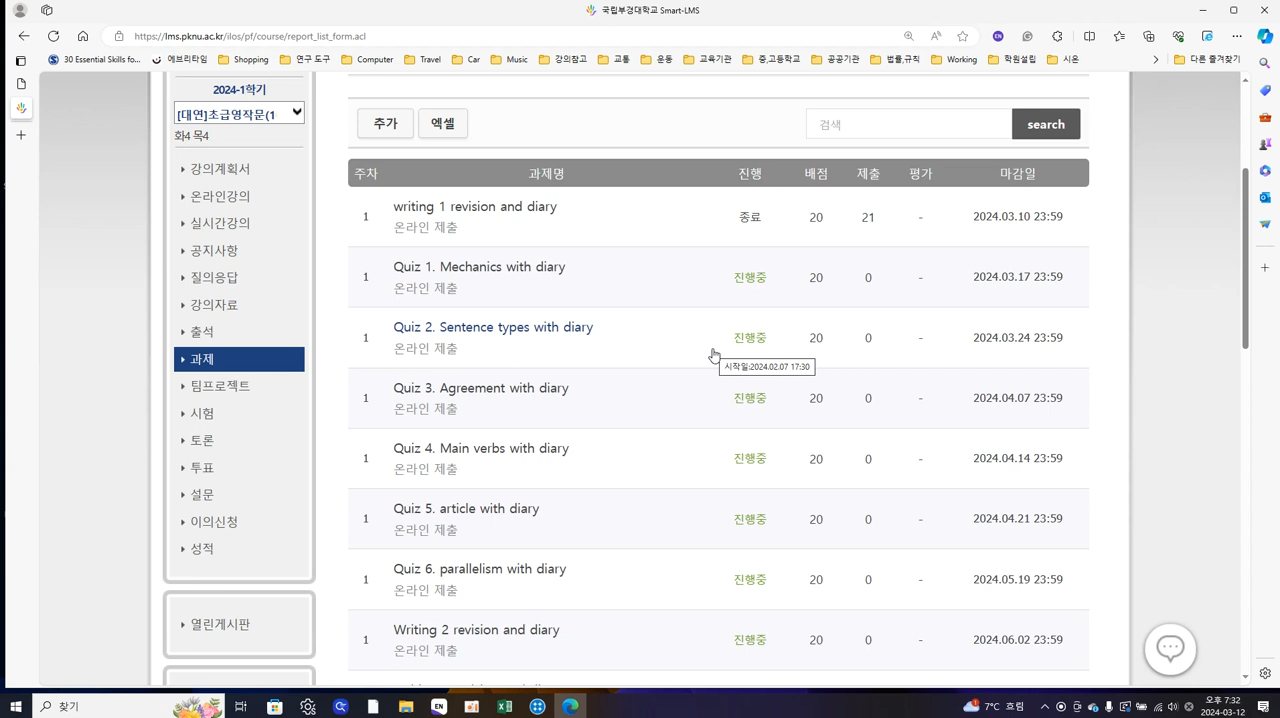 국립부경대학교 Smart-LMS
https://lms.pknu.ac.kr/ilos/pf/course/report_list_form.acl
30 Essential Skills fo... 에브리타임 Shopping 연구 도구 Computer Travel Car Music 강의참고 교통 운동 교육기관 중,고등학교 공공기관 법률,규칙 Working 학원설립 시온 다른 즐겨찾기
2024-1학기
[대연]초급영작문(1
화4 목4
강의계획서
온라인강의
실시간강의
공지사항
질의응답
강의자료
출석
과제
팀프로젝트
시험
토론
투표
설문
이의신청
성적
열린게시판
추가 엑셀 검색 search
주차 과제명 진행 배점 제출 평가 마감일
1 writing 1 revision and diary 종료 20 21 - 2024.03.10 23:59
온라인 제출
1 Quiz 1. Mechanics with diary 진행중 20 0 - 2024.03.17 23:59
온라인 제출
1 Quiz 2. Sentence types with diary 진행중 20 0 - 2024.03.24 23:59
온라인 제출
시작일:2024.02.07 17:30
1 Quiz 3. Agreement with diary 진행중 20 0 - 2024.04.07 23:59
온라인 제출
1 Quiz 4. Main verbs with diary 진행중 20 0 - 2024.04.14 23:59
온라인 제출
1 Quiz 5. article with diary 진행중 20 0 - 2024.04.21 23:59
온라인 제출
1 Quiz 6. parallelism with diary 진행중 20 0 - 2024.05.19 23:59
온라인 제출
1 Writing 2 revision and diary 진행중 20 0 - 2024.06.02 23:59
온라인 제출
찾기
7°C 흐림
오후 7:32
2024-03-12